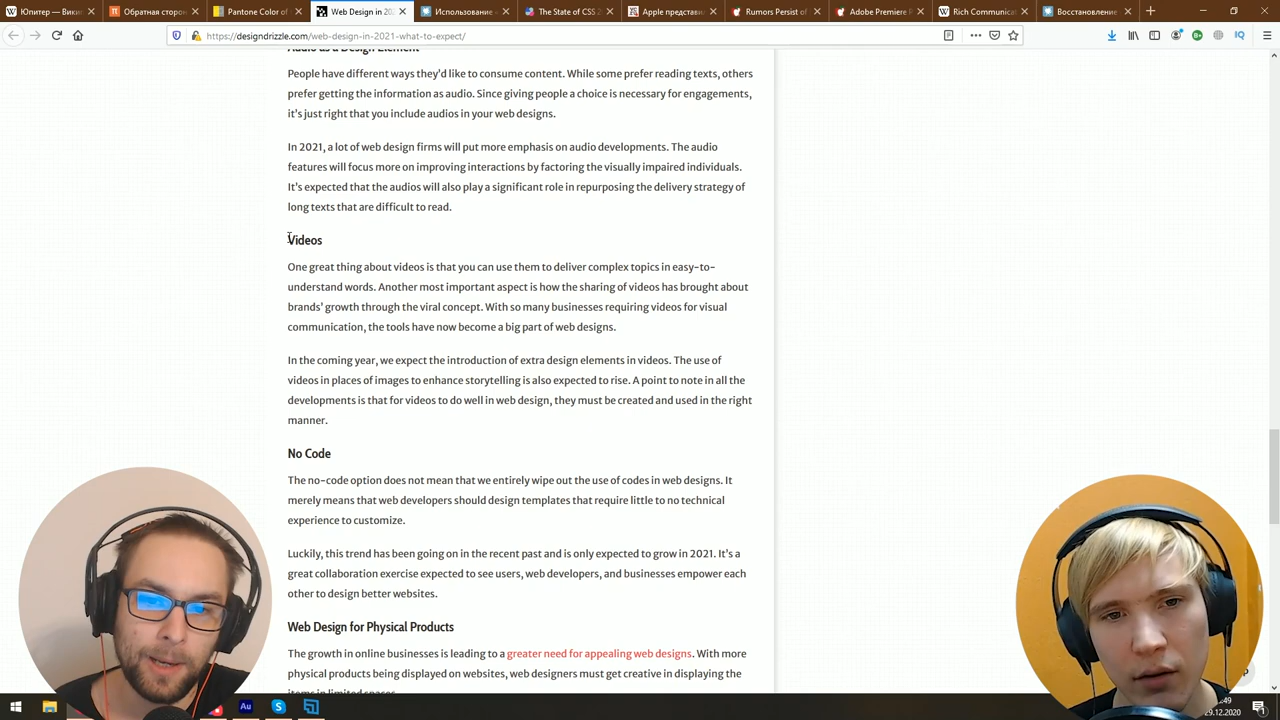 Юпитер — Вики
Обратная сторон
Pantone Color of
Web Design in 202
Использование «
The State of CSS 2
Apple представи
Rumor: Persist of
Adobe Premiere R
Rich Communicat
Восстановление
https://designdrizzle.com/web-design-in-2021-what-to-expect/
Audio as a Design Element
People have different ways they'd like to consume content. While some prefer reading texts, others
prefer getting the information as audio. Since giving people a choice is necessary for engagements,
it's just right that you include audios in your web designs.
In 2021, a lot of web design firms will put more emphasis on audio developments. The audio
features will focus more on improving interactions by factoring the visually impaired individuals.
It's expected that the audios will also play a significant role in repurposing the delivery strategy of
long texts that are difficult to read.
Videos
One great thing about videos is that you can use them to deliver complex topics in easy-to-
understand words. Another most important aspect is how the sharing of videos has brought about
brands' growth through the viral concept. With so many businesses requiring videos for visual
communication, the tools have now become a big part of web designs.
In the coming year, we expect the introduction of extra design elements in videos. The use of
videos in places of images to enhance storytelling is also expected to rise. A point to note in all the
developments is that for videos to do well in web design, they must be created and used in the right
manner.
No Code
The no-code option does not mean that we entirely wipe out the use of codes in web designs. It
merely means that web developers should design templates that require little to no technical
experience to customize.
Luckily, this trend has been going on in the recent past and is only expected to grow in 2021. It's a
great collaboration exercise expected to see users, web developers, and businesses empower each
other to design better websites.
Web Design for Physical Products
The growth in online businesses is leading to a greater need for appealing web designs. With more
physical products being displayed on websites, web designers must get creative in displaying the
items in limited spaces.
:49
29.12.2020